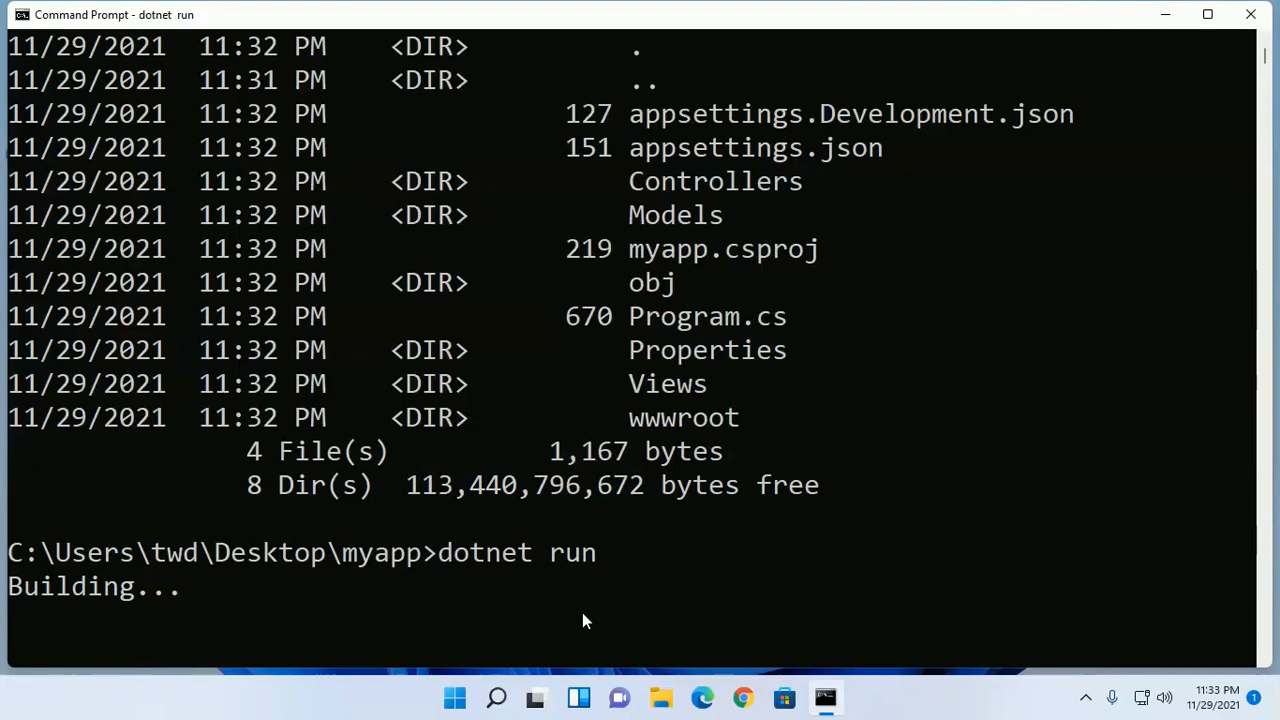 Command Prompt - dotnet run
11/29/2021 11:32 PM <DIR> .
11/29/2021 11:31 PM <DIR> ..
11/29/2021 11:32 PM 127 appsettings.Development.json
11/29/2021 11:32 PM 151 appsettings.json
11/29/2021 11:32 PM <DIR> Controllers
11/29/2021 11:32 PM <DIR> Models
11/29/2021 11:32 PM 219 myapp.csproj
11/29/2021 11:32 PM <DIR> obj
11/29/2021 11:32 PM 670 Program.cs
11/29/2021 11:32 PM <DIR> Properties
11/29/2021 11:32 PM <DIR> Views
11/29/2021 11:32 PM <DIR> wwwroot
4 File(s) 1,167 bytes
8 Dir(s) 113,440,796,672 bytes free
C:\Users\twd\Desktop\myapp>dotnet run
Building...
11:33 PM
11/29/2021
1